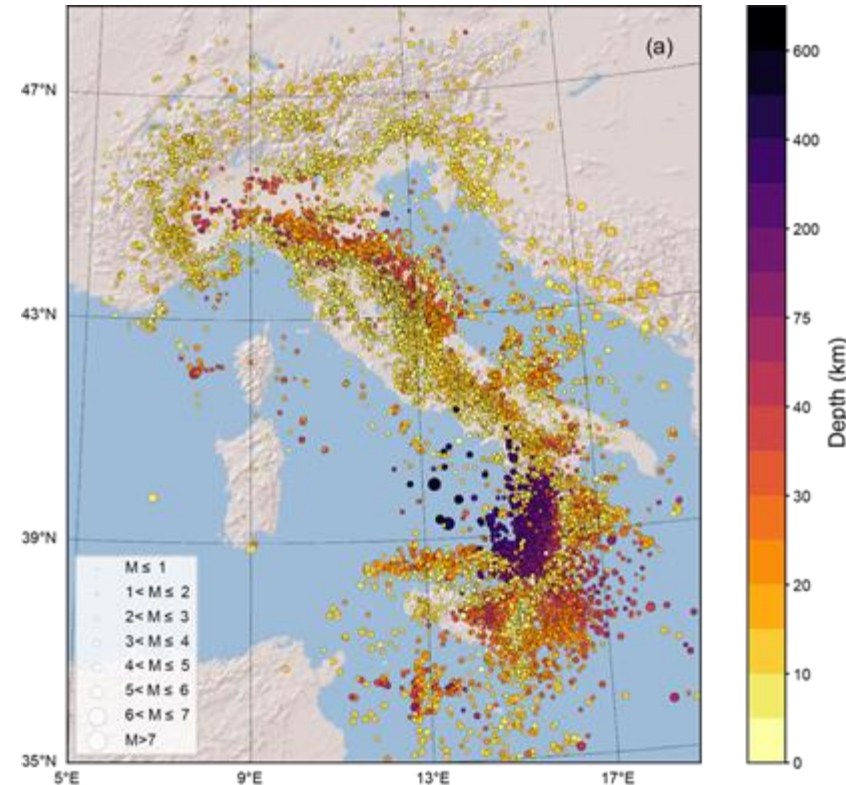 (a)
47°N
43°N
39°N
35°N
5°E
9°E
13°E
17°E
M ≤ 1
1< M ≤ 2
2< M ≤ 3
3< M ≤ 4
4< M ≤ 5
5< M ≤ 6
6< M ≤ 7
M>7
600
400
200
75
40
30
20
10
0
Depth (km)